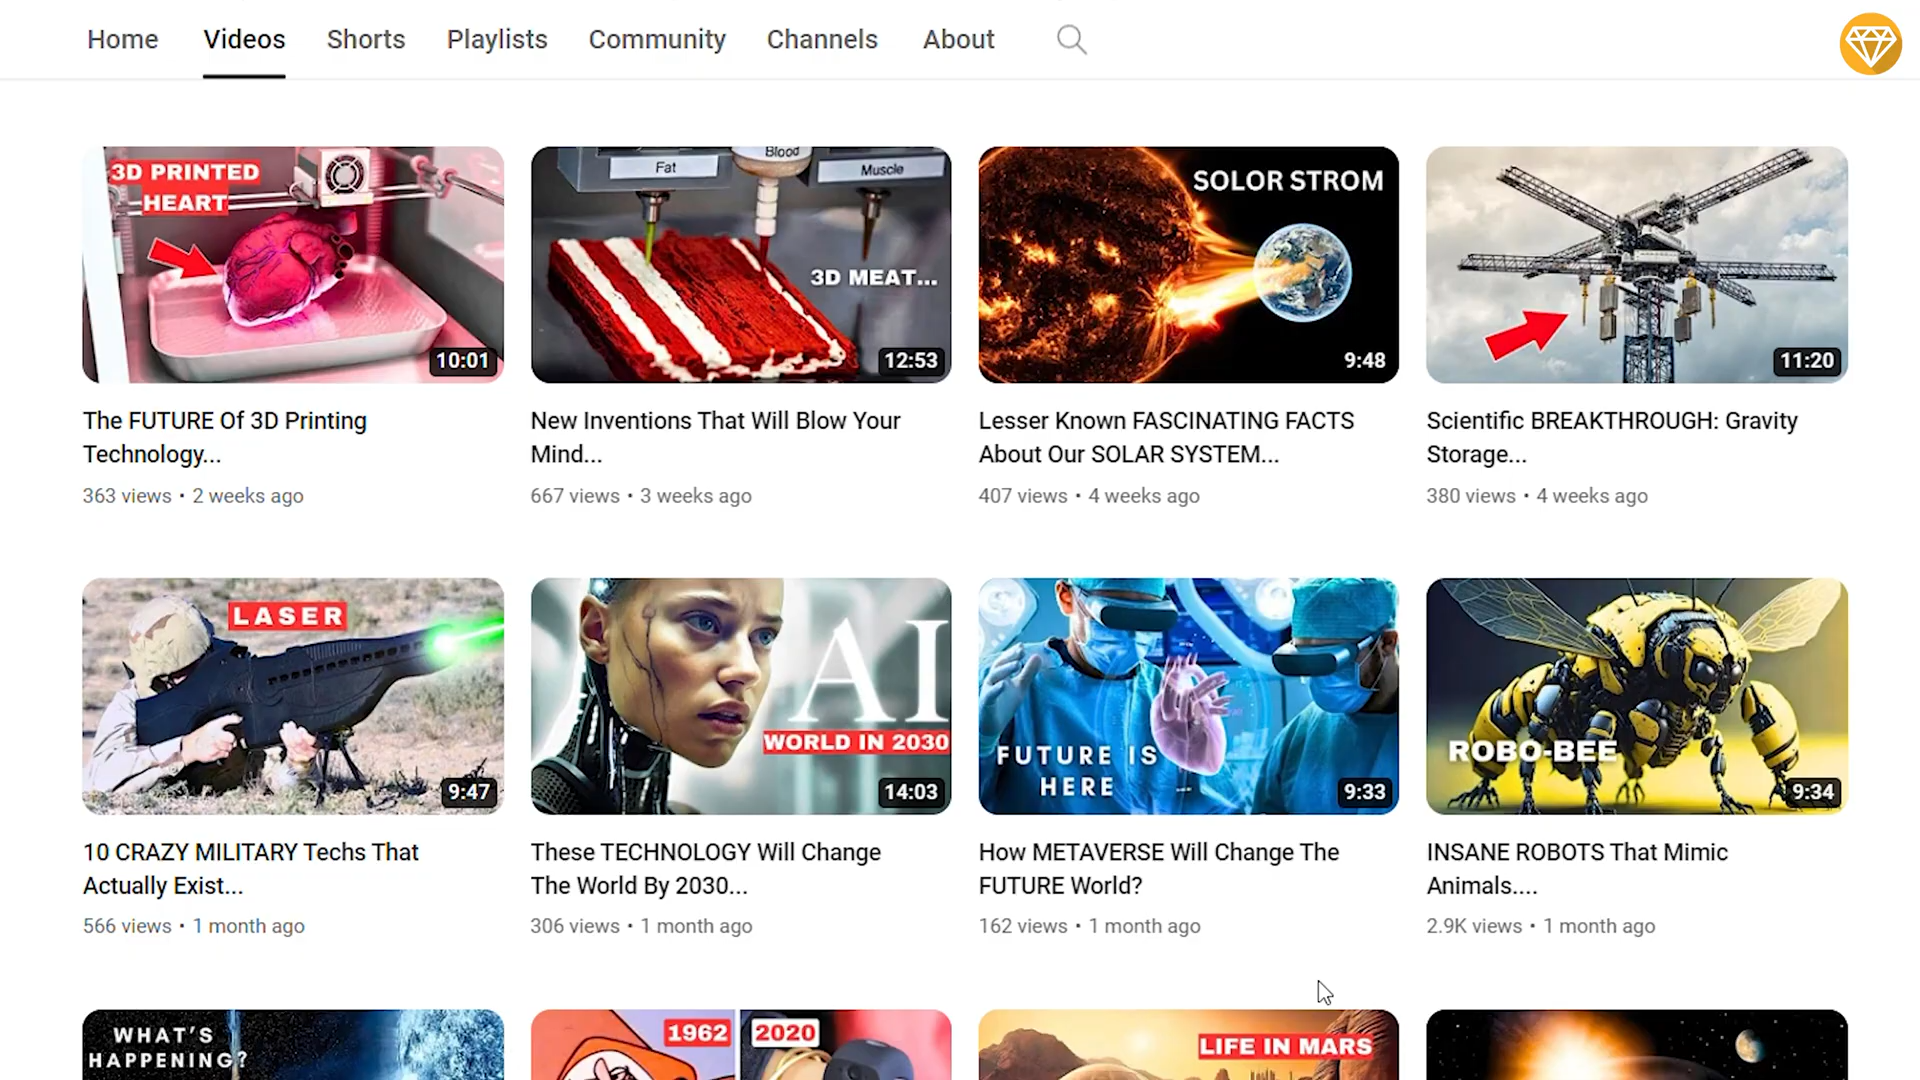 Home Videos Shorts Playlists Community Channels About
3D PRINTED
HEART
10:01
Fat
Blood
Muscle
3D MEAT...
12:53
SOLOR STROM
9:48
11:20
The FUTURE Of 3D Printing
Technology...
363 views • 2 weeks ago
New Inventions That Will Blow Your
Mind...
667 views • 3 weeks ago
Lesser Known FASCINATING FACTS
About Our SOLAR SYSTEM...
407 views • 4 weeks ago
Scientific BREAKTHROUGH: Gravity
Storage...
380 views • 4 weeks ago
LASER
9:47
AI
WORLD IN 2030
14:03
FUTURE IS
HERE
9:33
ROBO-BEE
9:34
10 CRAZY MILITARY Techs That
Actually Exist...
566 views • 1 month ago
These TECHNOLOGY Will Change
The World By 2030...
306 views • 1 month ago
How METAVERSE Will Change The
FUTURE World?
162 views • 1 month ago
INSANE ROBOTS That Mimic
Animals....
2.9K views • 1 month ago
WHAT'S
HAPPENING?
1962
2020
LIFE IN MARS